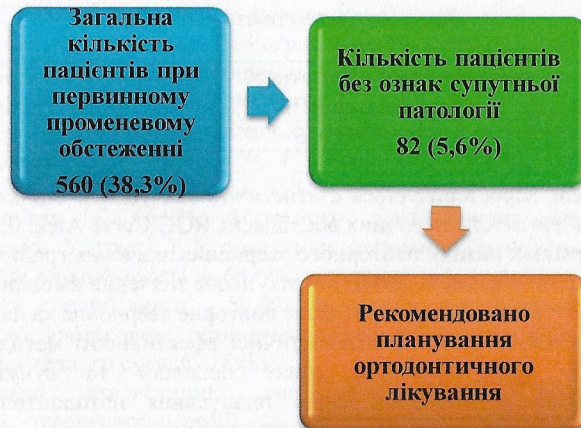 Загальна
кількість
пацієнтів при
первинному
променевому
обстеженні
560 (38,3%)
Кількість пацієнтів
без ознак супутньої
патології
82 (5,6%)
Рекомендовано
планування
ортодонтичного
лікування